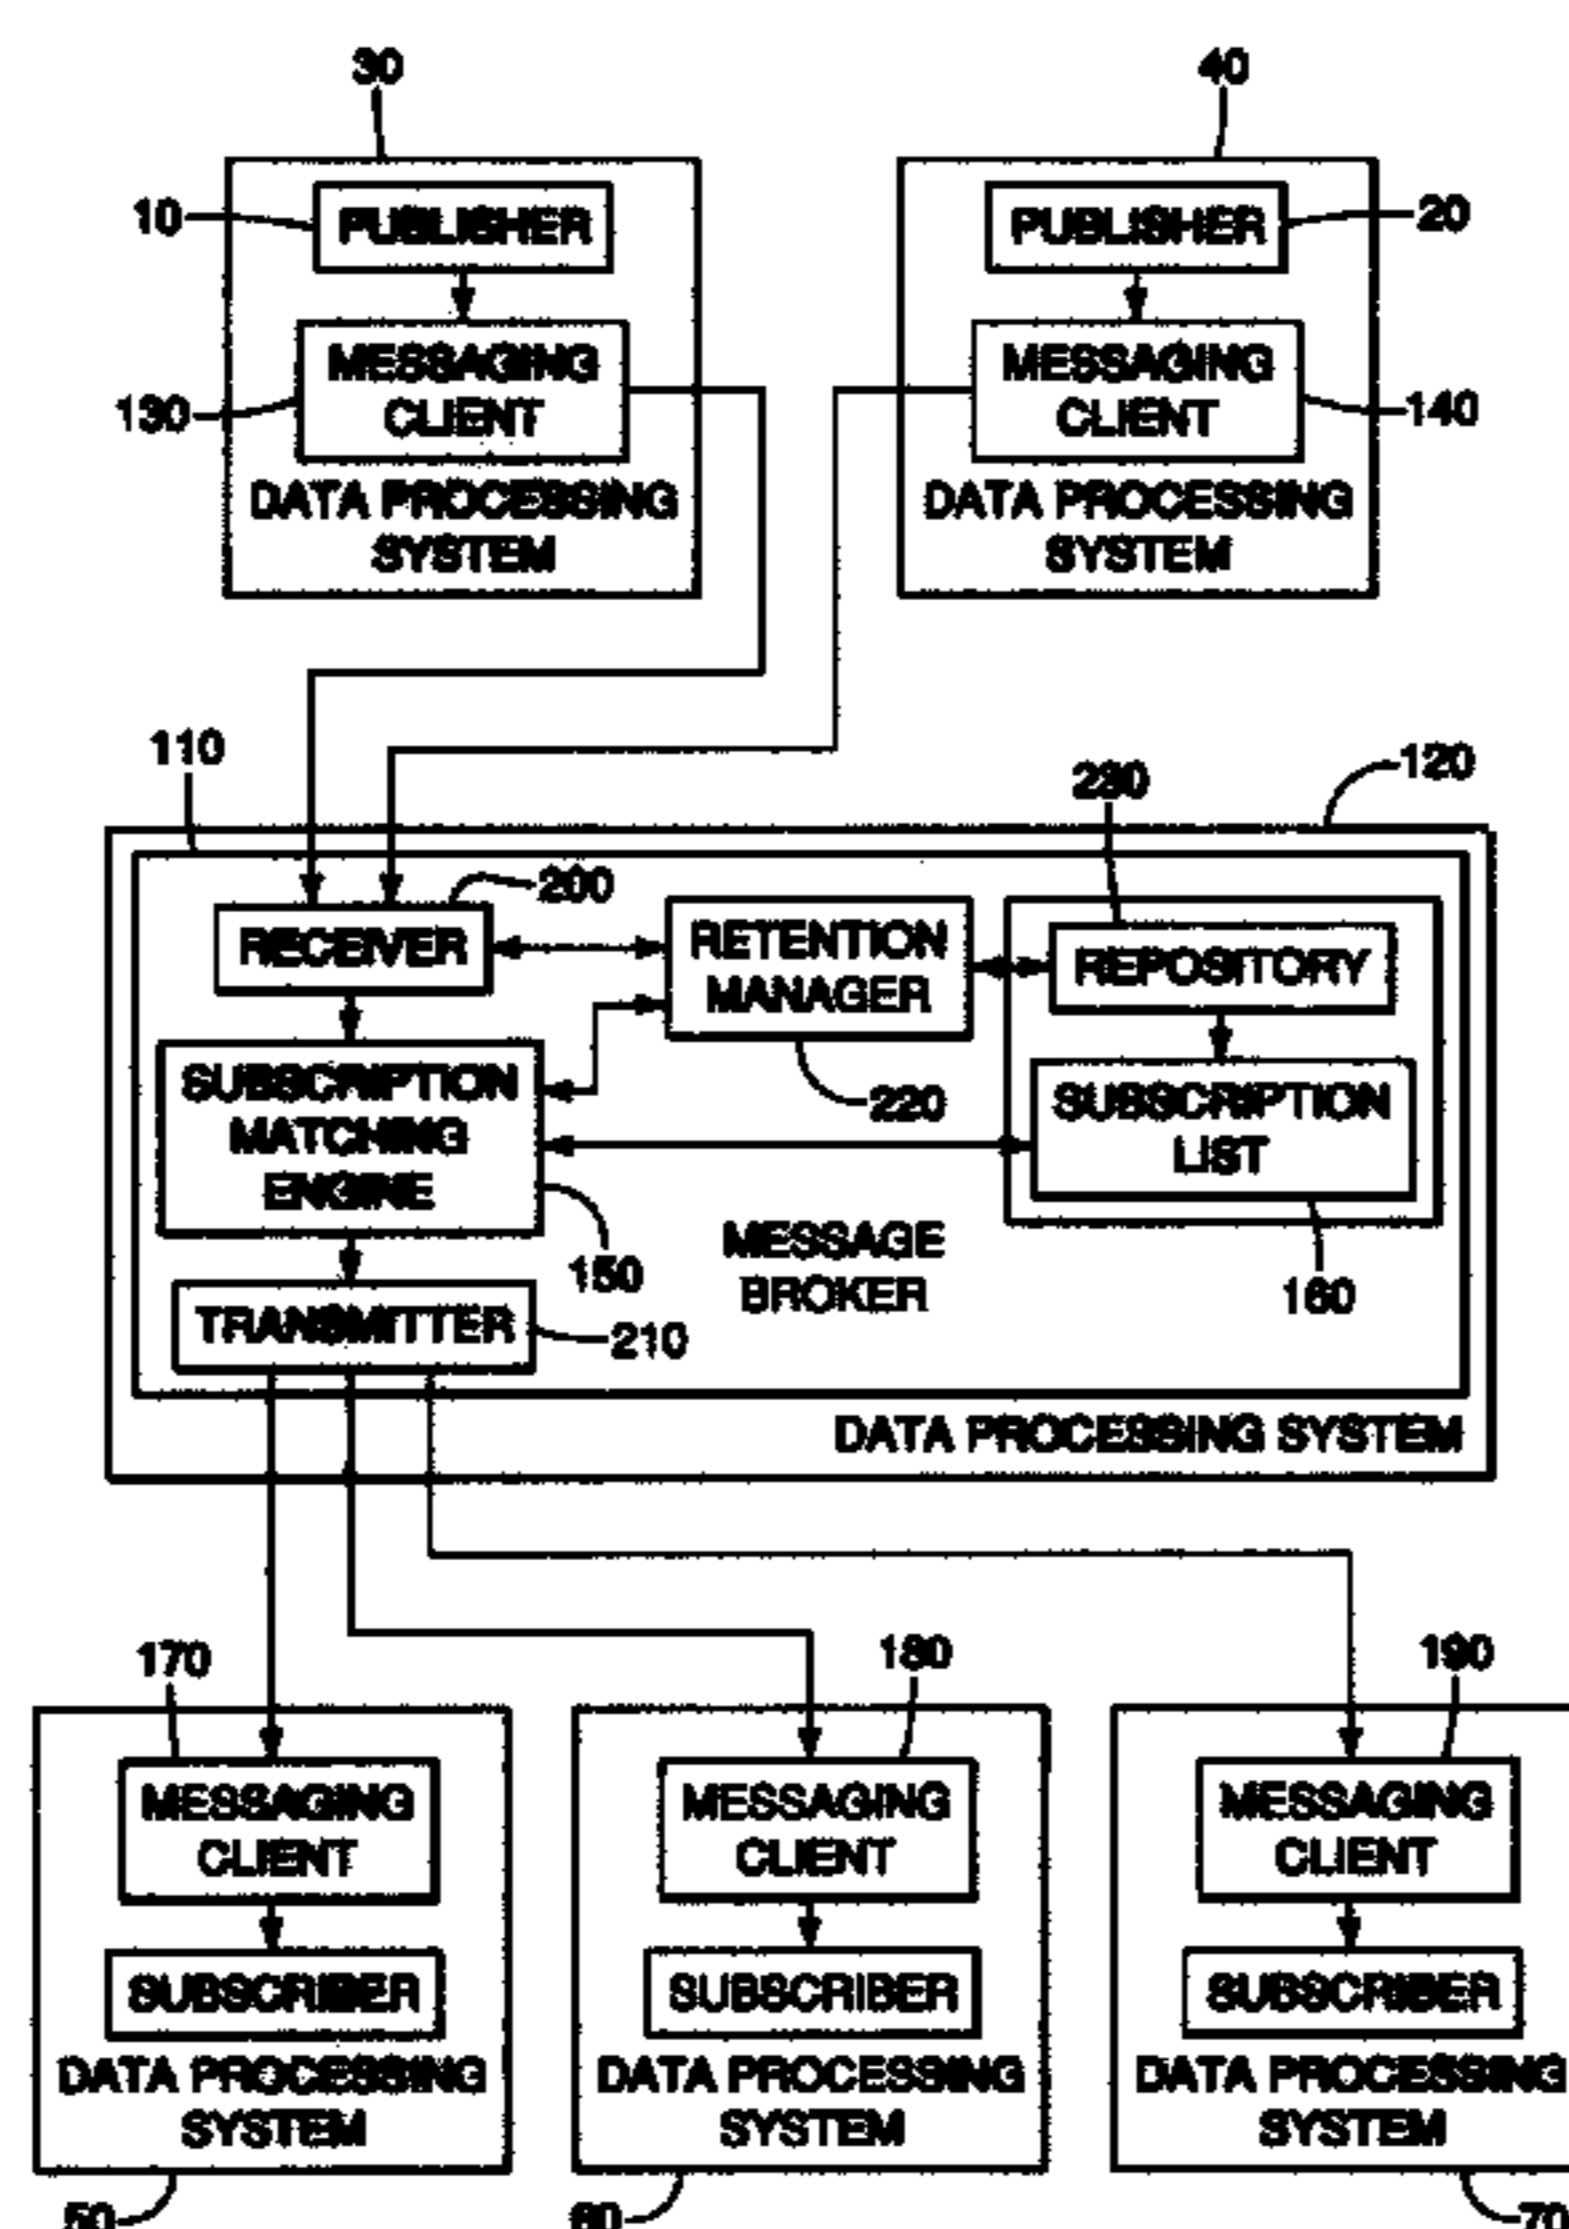 30
40
10
PUBLISHER
PUBLISHER
20
130
MESSAGING
CLIENT
MESSAGING
CLIENT
140
DATA PROCESSING
SYSTEM
DATA PROCESSING
SYSTEM
110
230
120
200
RECEIVER
RETENTION
MANAGER
REPOSITORY
SUBSCRIPTION
MATCHING
ENGINE
220
SUBSCRIPTION
LIST
MESSAGE
BROKER
150
160
TRANSMITTER
210
DATA PROCESSING SYSTEM
170
180
190
MESSAGING
CLIENT
MESSAGING
CLIENT
MESSAGING
CLIENT
SUBSCRIBER
SUBSCRIBER
SUBSCRIBER
DATA PROCESSING
SYSTEM
DATA PROCESSING
SYSTEM
DATA PROCESSING
SYSTEM
50
60
70